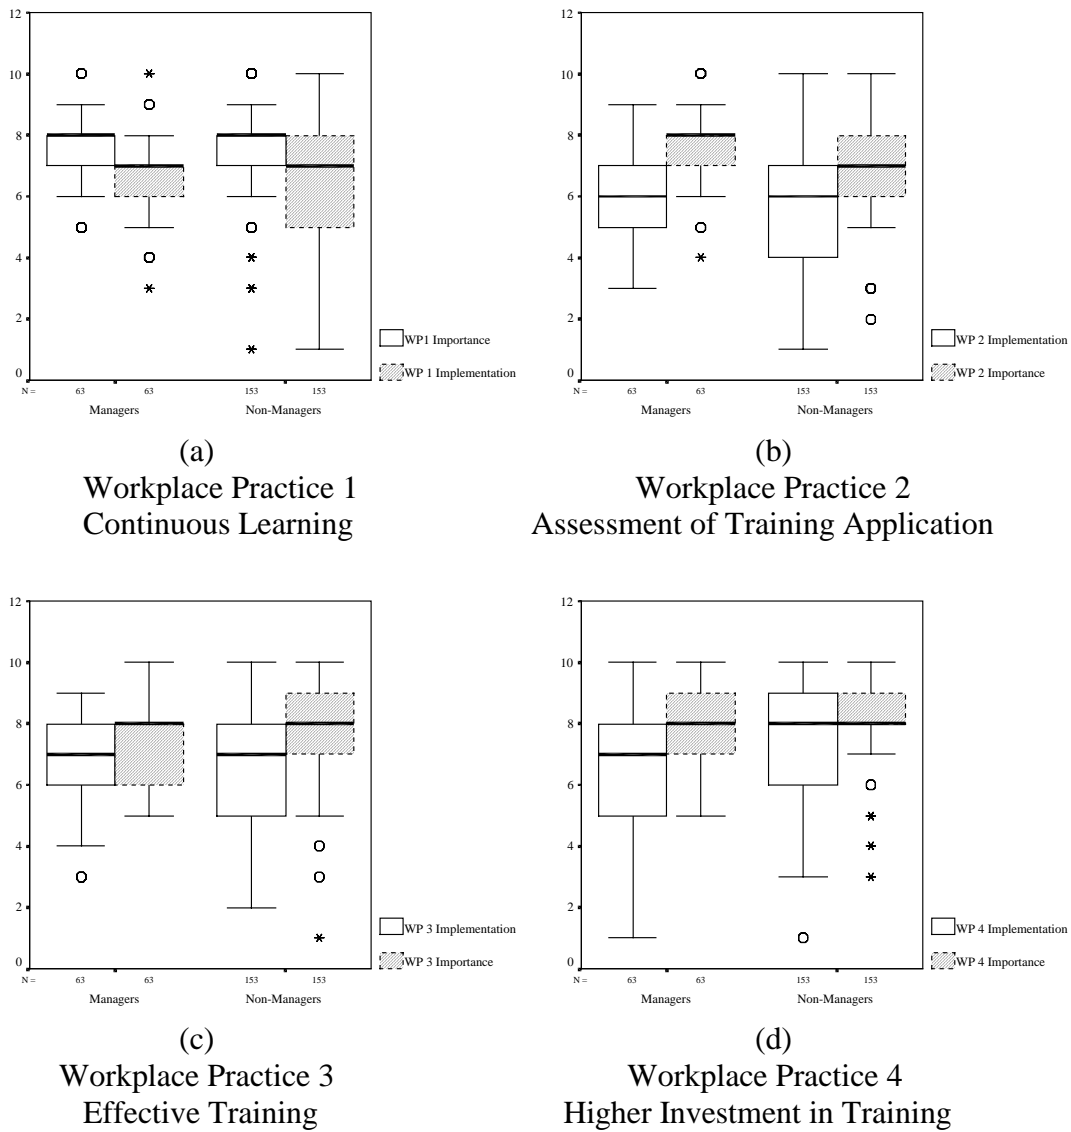 12
10
8
6
4
2
0
N =
63
63
153
153
Managers
Non-Managers
WP1 Importance
WP 1 Implementation
(a)
Workplace Practice 1
Continuous Learning
12
10
8
6
4
2
0
N =
63
63
153
153
Managers
Non-Managers
WP 2 Implementation
WP 2 Importance
(b)
Workplace Practice 2
Assessment of Training Application
12
10
8
6
4
2
0
N =
63
63
153
153
Managers
Non-Managers
WP 3 Implementation
WP 3 Importance
(c)
Workplace Practice 3
Effective Training
12
10
8
6
4
2
0
N =
63
63
153
153
Managers
Non-Managers
WP 4 Implementation
WP 4 Importance
(d)
Workplace Practice 4
Higher Investment in Training